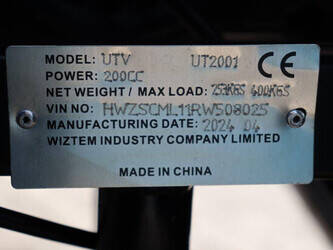 MODEL: UTV UT2001 CE
POWER: 200CC
NET WEIGHT / MAX LOAD: 253KGS 400KGS
VIN NO: HWZSCML11RW508025
MANUFACTURING DATE: 2024 04
WIZTEM INDUSTRY COMPANY LIMITED
MADE IN CHINA